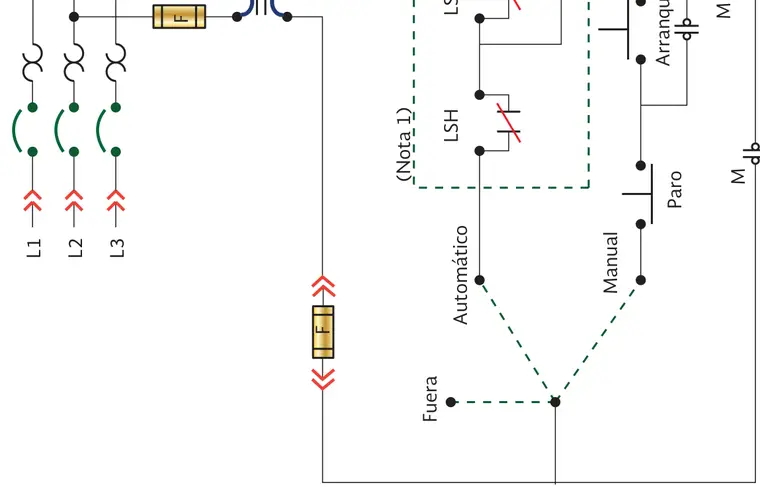 L1
L2
L3
F
F
(Nota 1)
LSH
Automático
Fuera
Manual
Paro
M
M